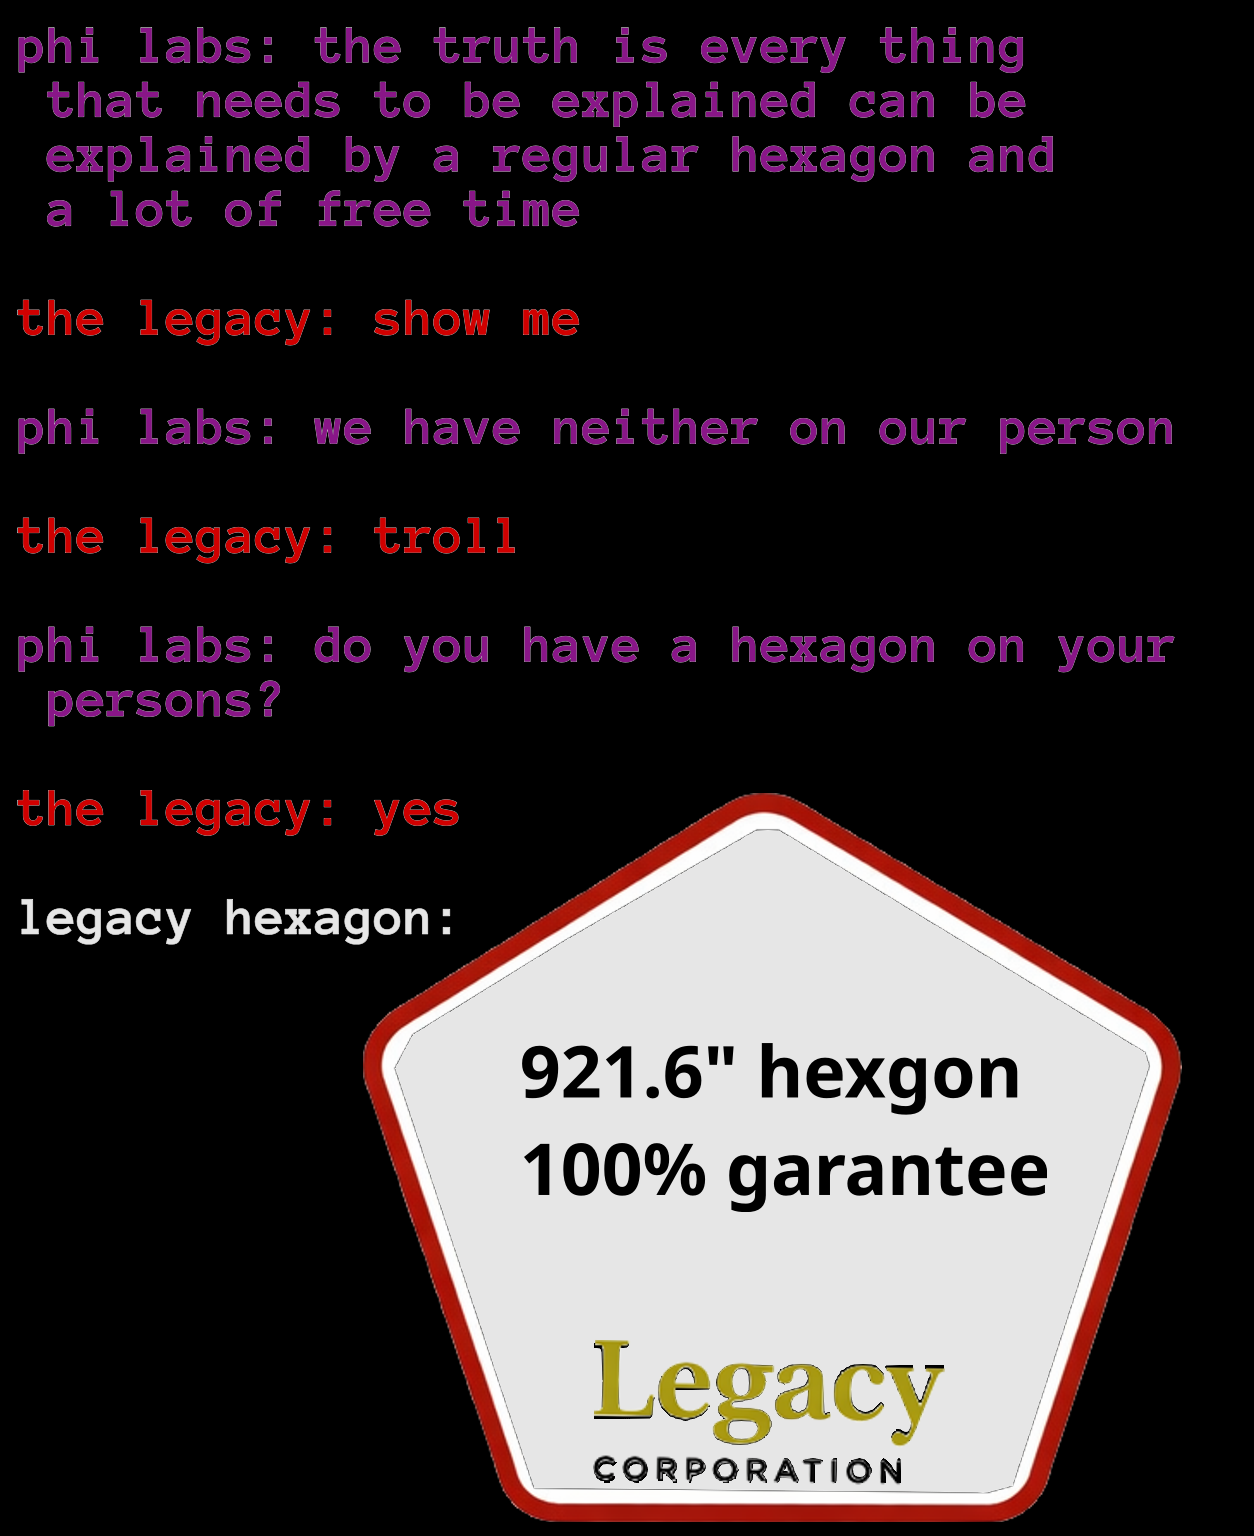 phi labs: the truth is every thing
that needs to be explained can be
explained by a regular hexagon and
a lot of free time
the legacy: show me
phi labs: we have neither on our person
the legacy: troll
phi labs: do you have a hexagon on your
persons?
the legacy: yes
legacy hexagon:
921.6" hexgon
100% garantee
Legacy
CORPORATION